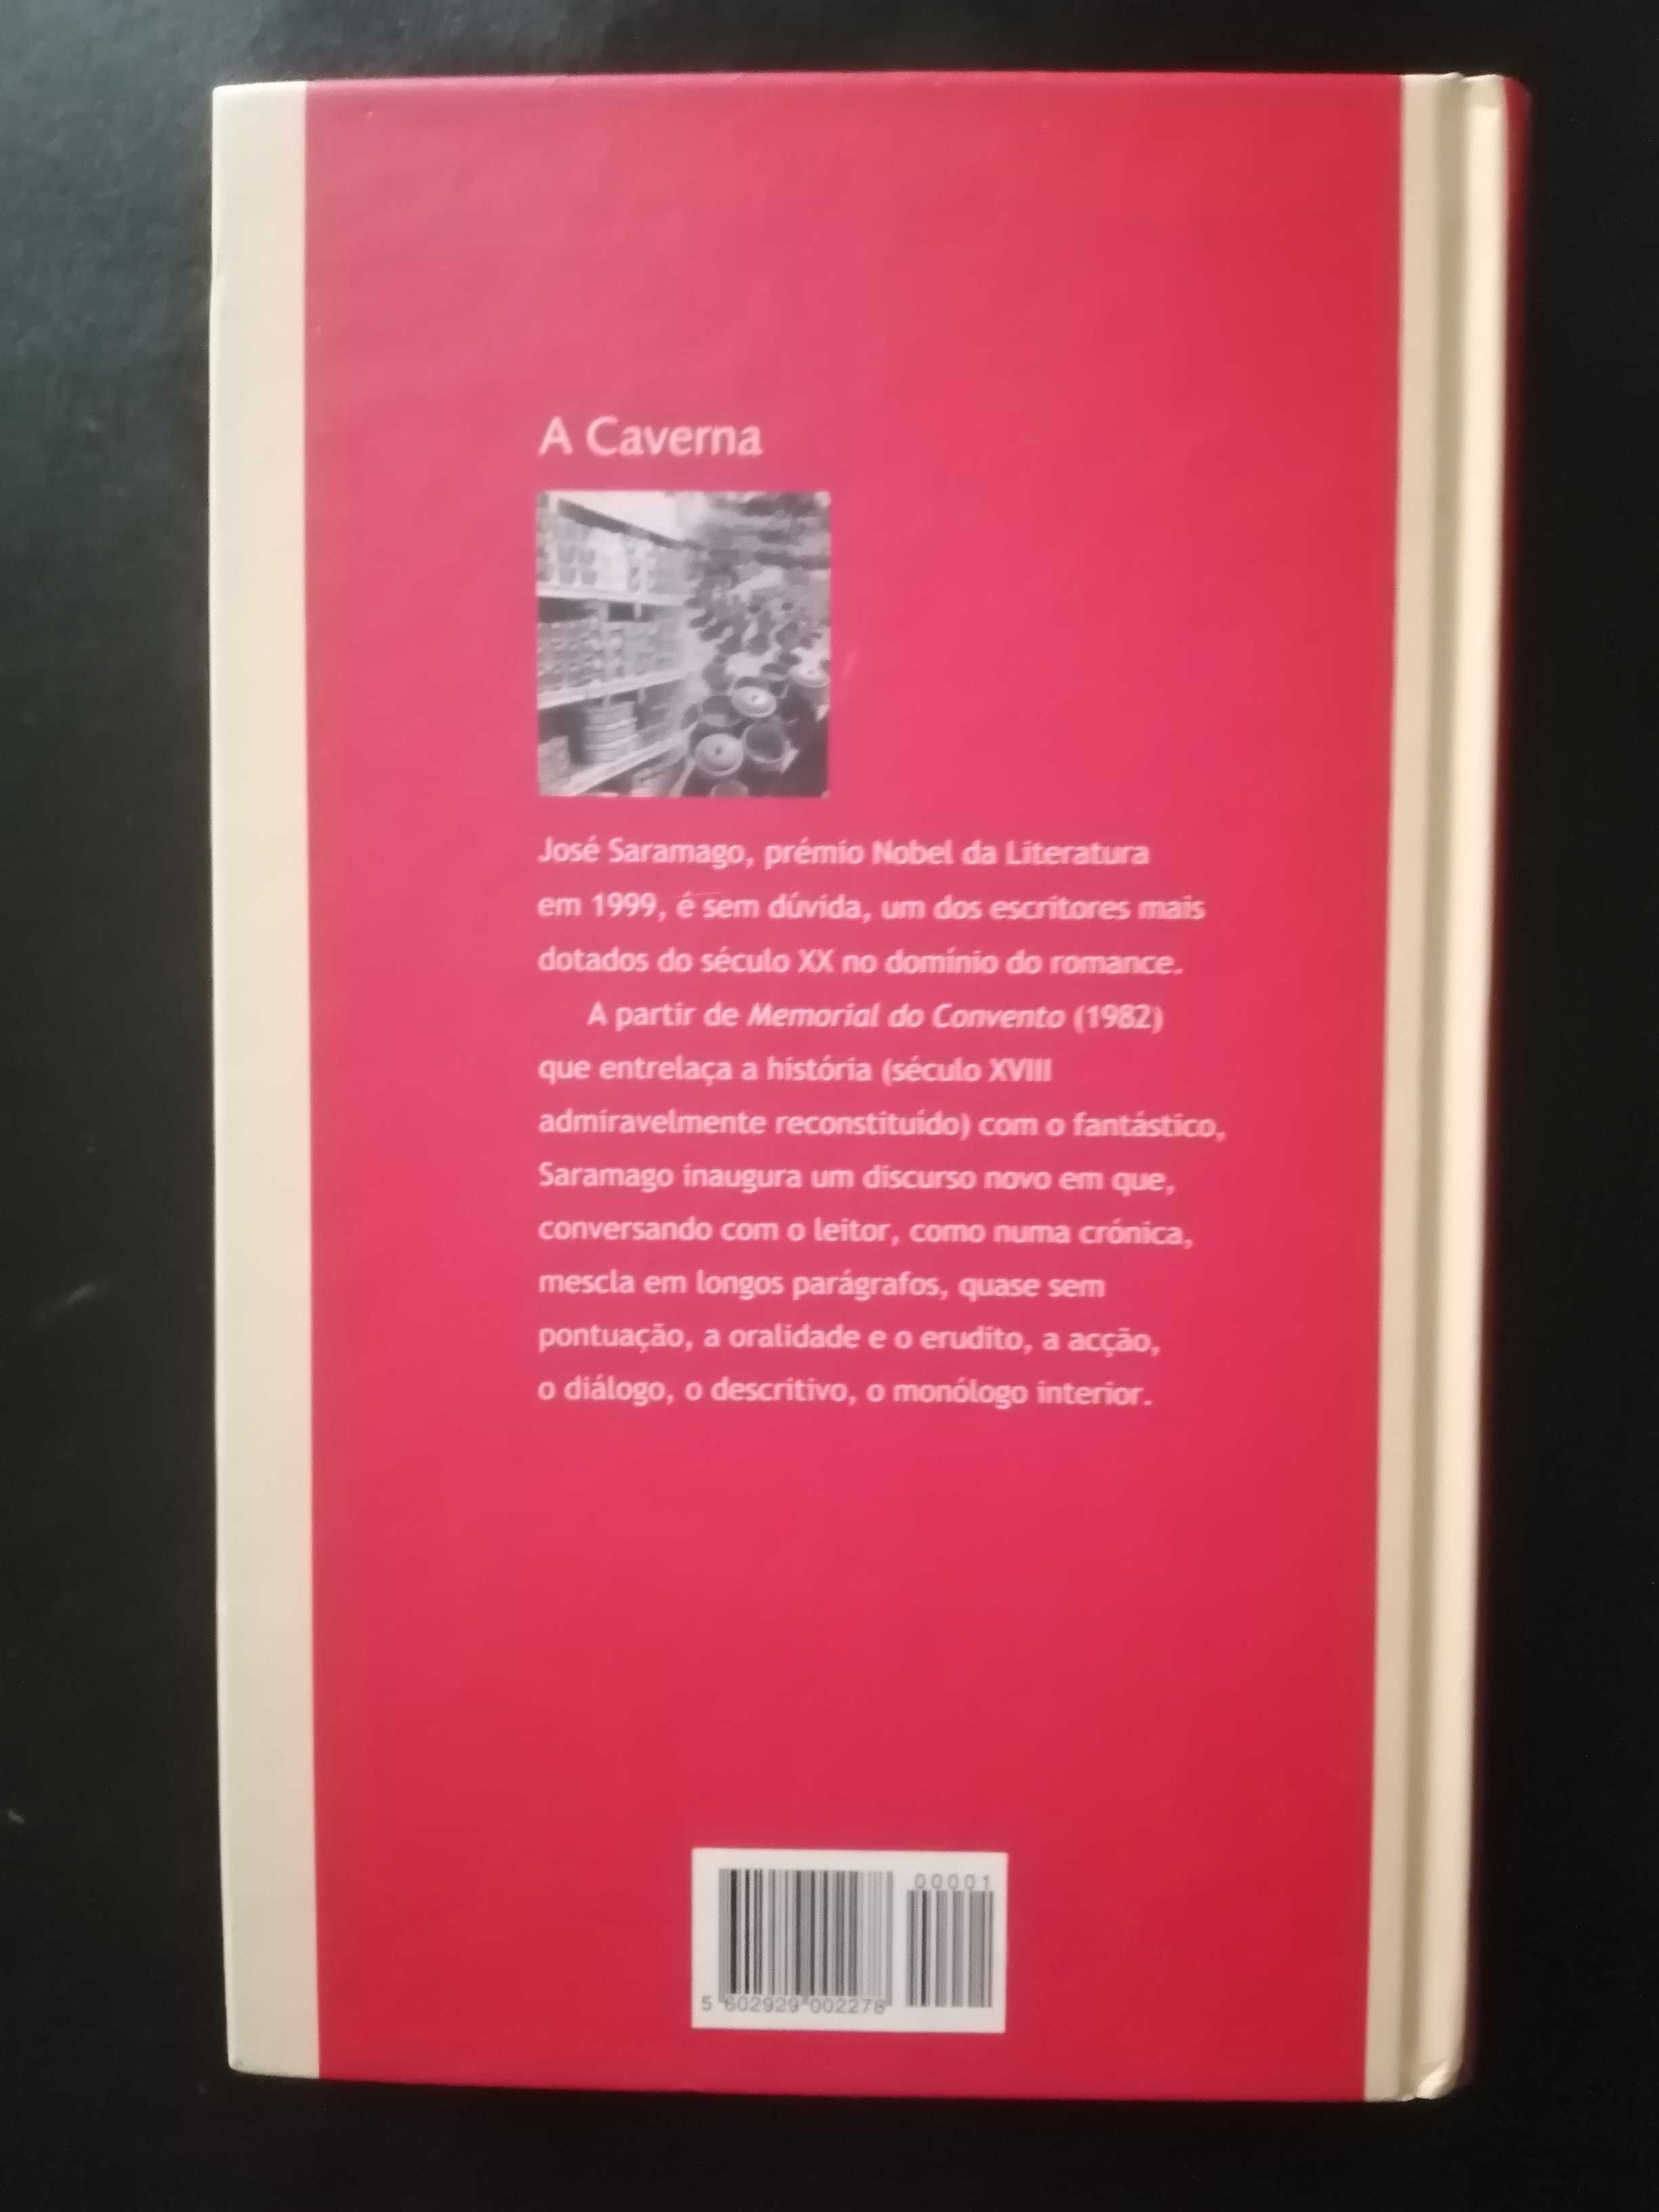 A Caverna
José Saramago, prémio Nobel da Literatura
em 1999, é sem dúvida, um dos escritores mais
dotados do século XX no domínio do romance.
A partir de Memorial do Convento (1982)
que entrelaça a história (século XVIII
admiravelmente reconstituído) com o fantástico,
Saramago inaugura um discurso novo em que,
conversando com o leitor, como numa crónica,
mescla em longos parágrafos, quase sem
pontuação, a oralidade e o erudito, a acção,
o diálogo, o descritivo, o monólogo interior.
00001
5 602929 002278